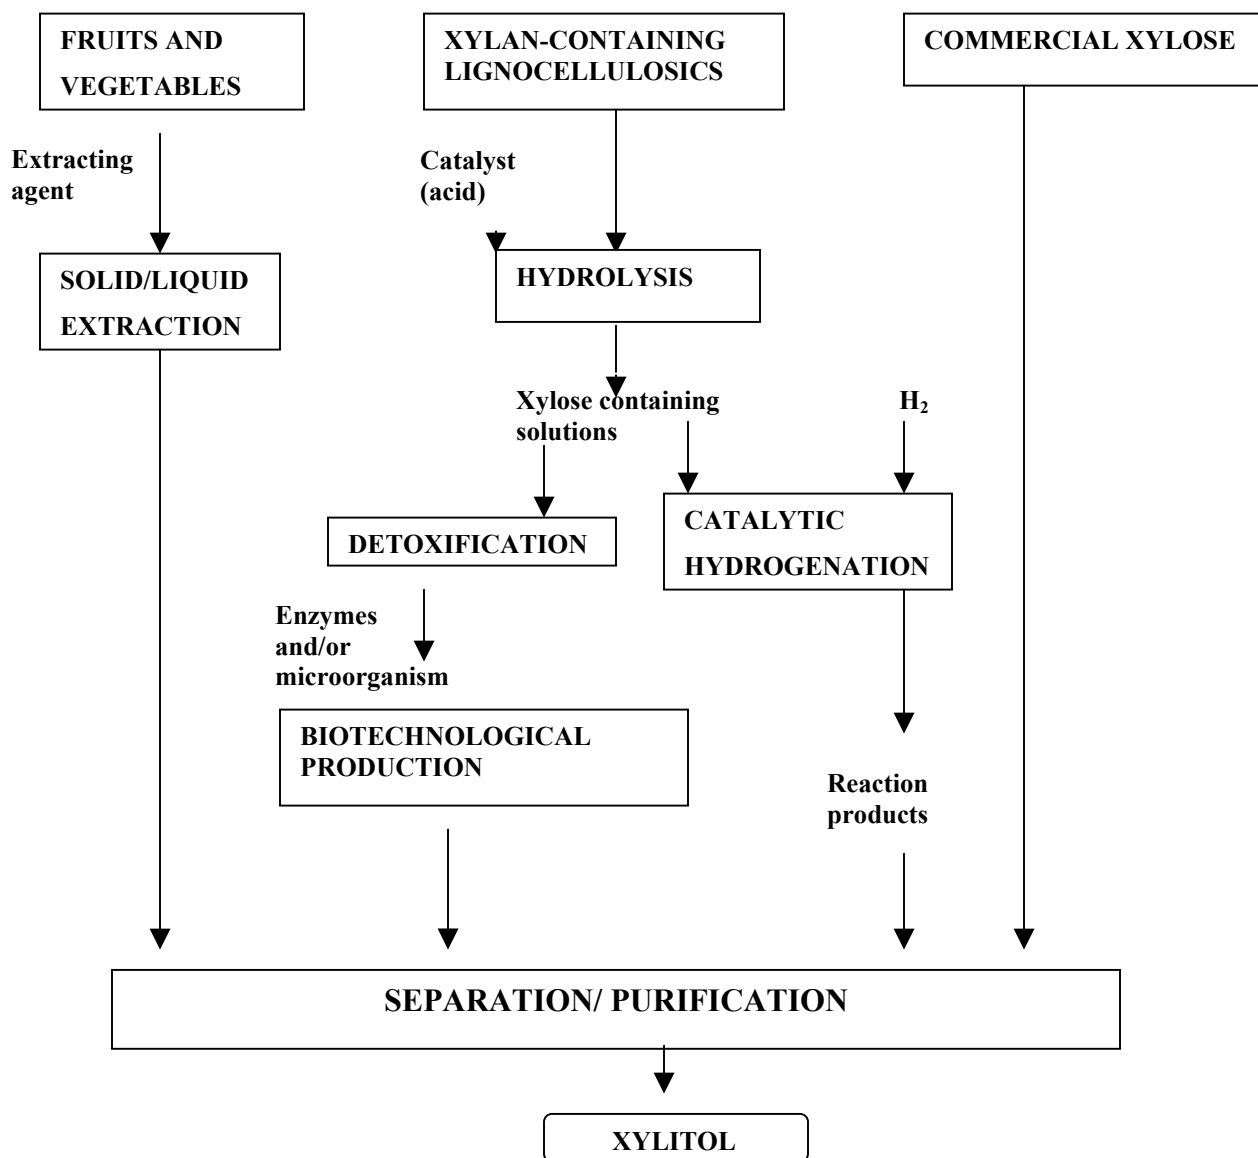 FRUITS AND
VEGETABLES
XYLAN-CONTAINING
LIGNOCELLULOSICS
COMMERCIAL XYLOSE
Extracting
agent
Catalyst
(acid)
SOLID/LIQUID
EXTRACTION
HYDROLYSIS
Xylose containing
solutions
H₂
DETOXIFICATION
CATALYTIC
HYDROGENATION
Enzymes
and/or
microorganism
BIOTECHNOLOGICAL
PRODUCTION
Reaction
products
SEPARATION/ PURIFICATION
XYLITOL